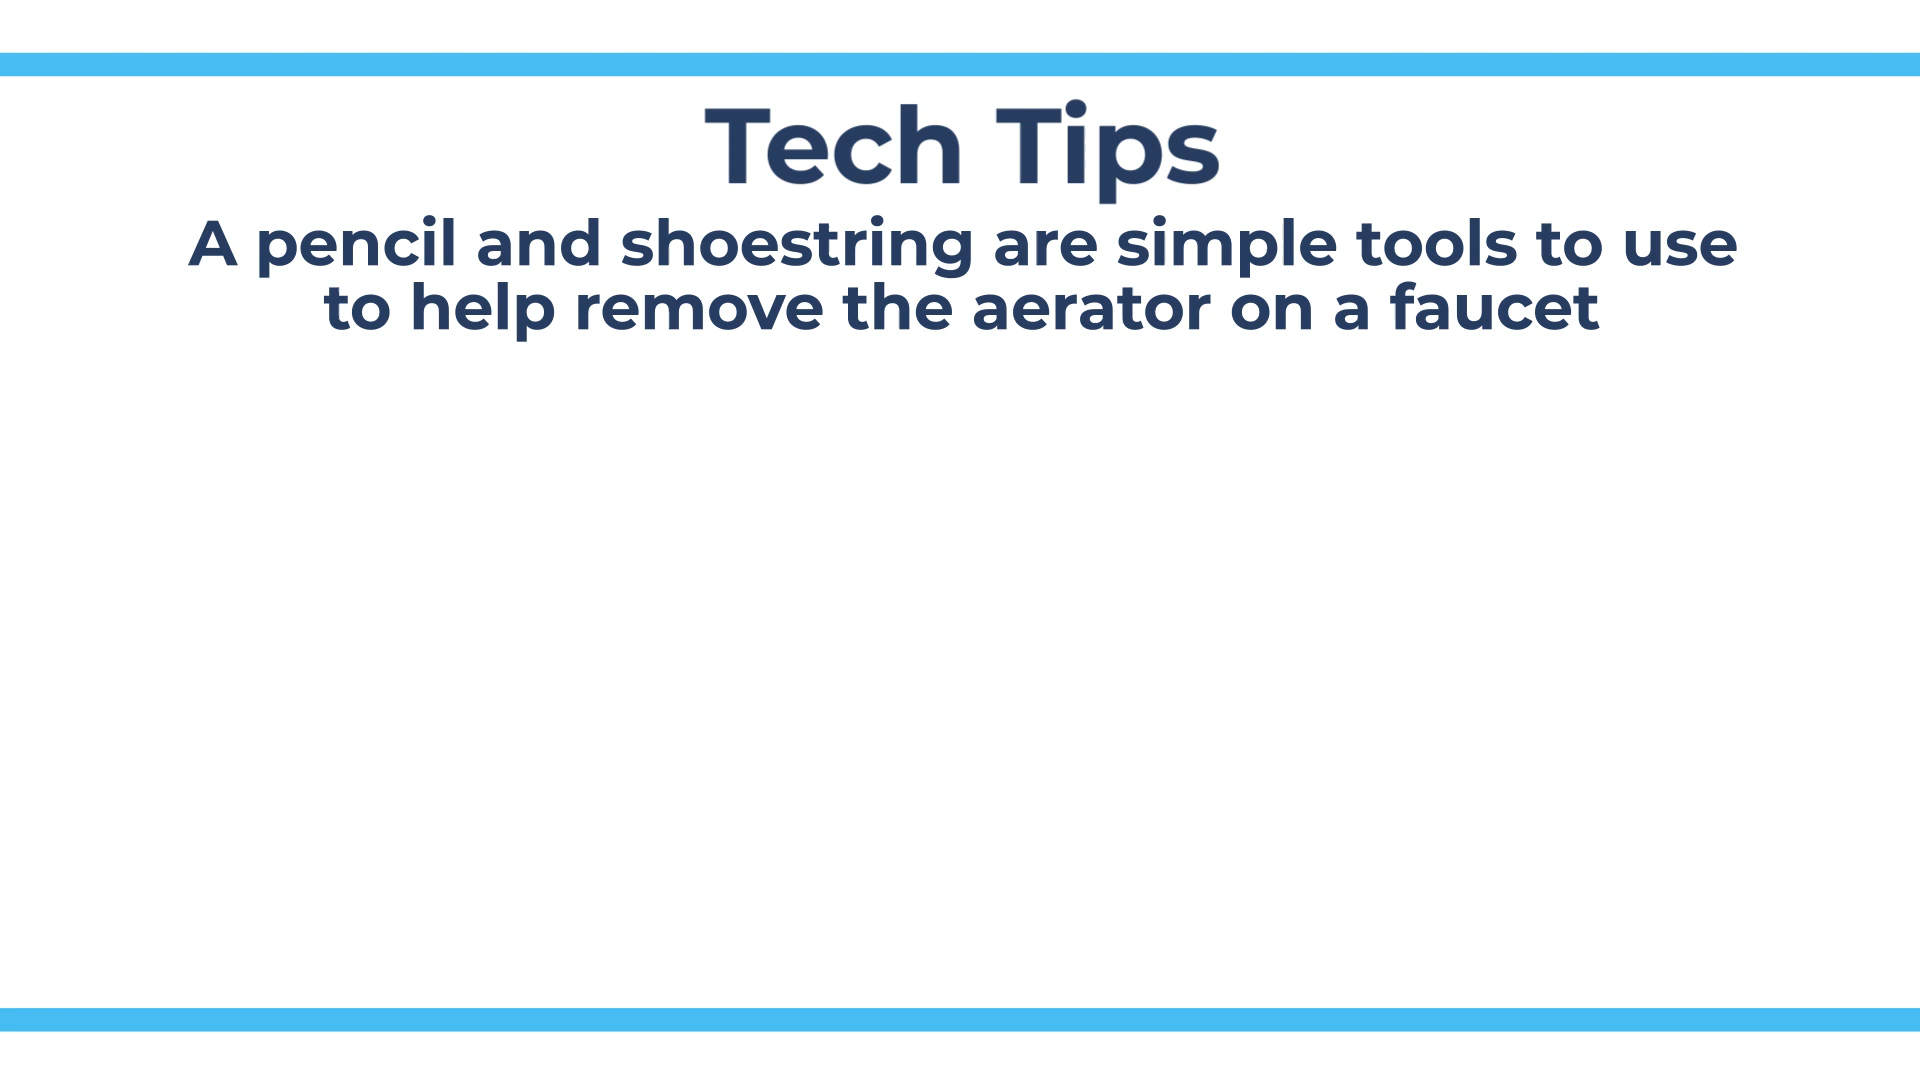 Tech Tips
A pencil and shoestring are simple tools to use
to help remove the aerator on a faucet